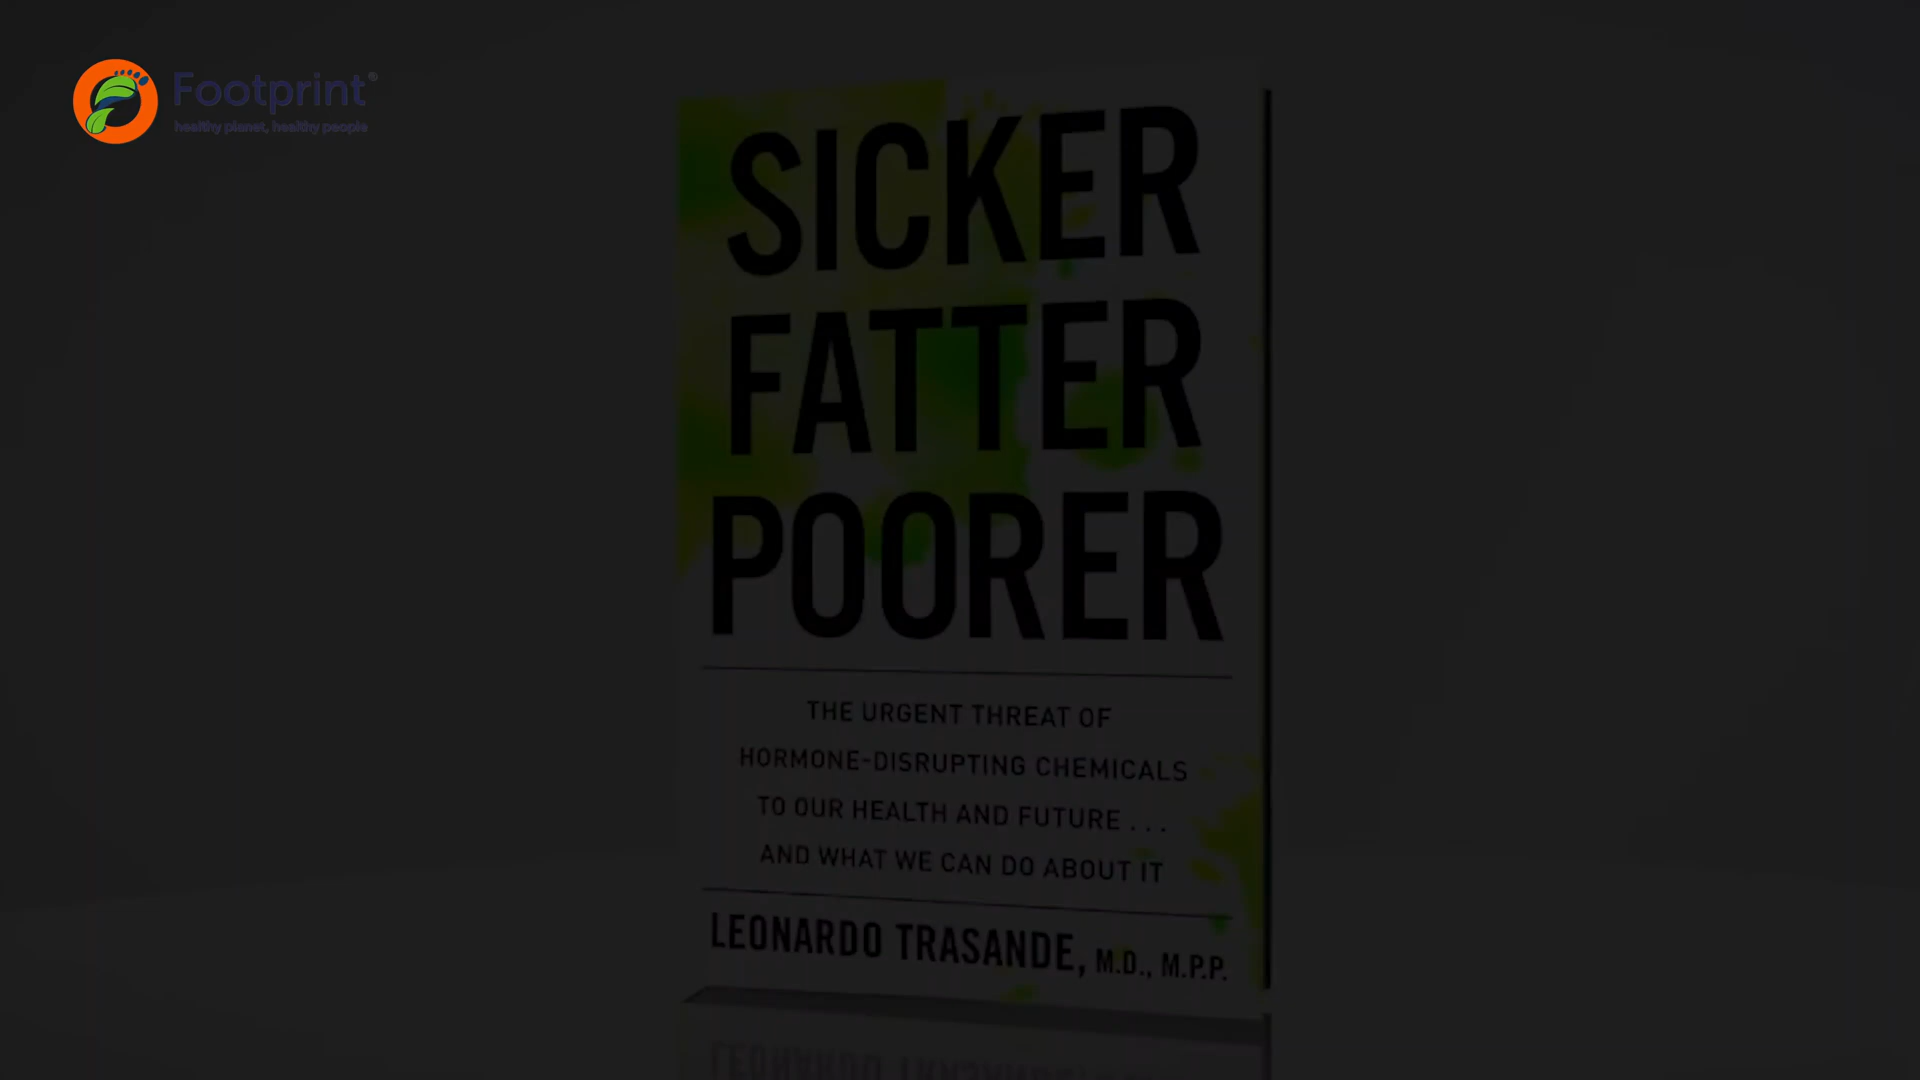 Footprint®
healthy planet, healthy people
SICKER
FATTER
POORER
THE URGENT THREAT OF
HORMONE-DISRUPTING CHEMICALS
TO OUR HEALTH AND FUTURE . . .
AND WHAT WE CAN DO ABOUT IT
LEONARDO TRASANDE, M.D., M.P.P.